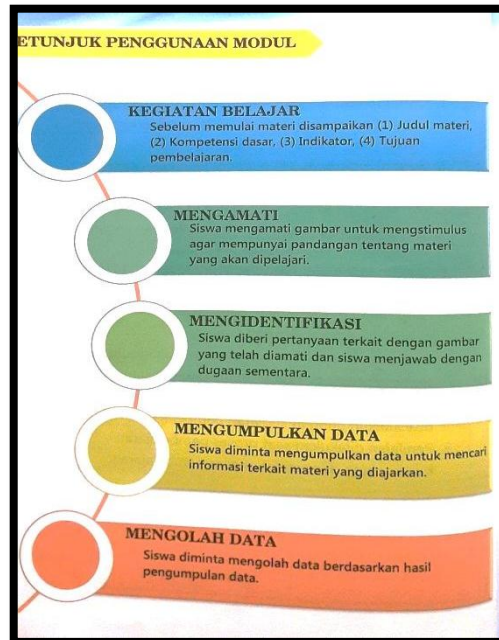 ETUNJUK PENGGUNAAN MODUL
KEGIATAN BELAJAR
Sebelum memulai materi disampaikan (1) Judul materi,
(2) Kompetensi dasar, (3) Indikator, (4) Tujuan
pembelajaran.
MENGAMATI
Siswa mengamati gambar untuk mengstimulus
agar mempunyai pandangan tentang materi
yang akan dipelajari.
MENGIDENTIFIKASI
Siswa diberi pertanyaan terkait dengan gambar
yang telah diamati dan siswa menjawab dengan
dugaan sementara.
MENGUMPULKAN DATA
Siswa diminta mengumpulkan data untuk mencari
informasi terkait materi yang diajarkan.
MENGOLAH DATA
Siswa diminta mengolah data berdasarkan hasil
pengumpulan data.